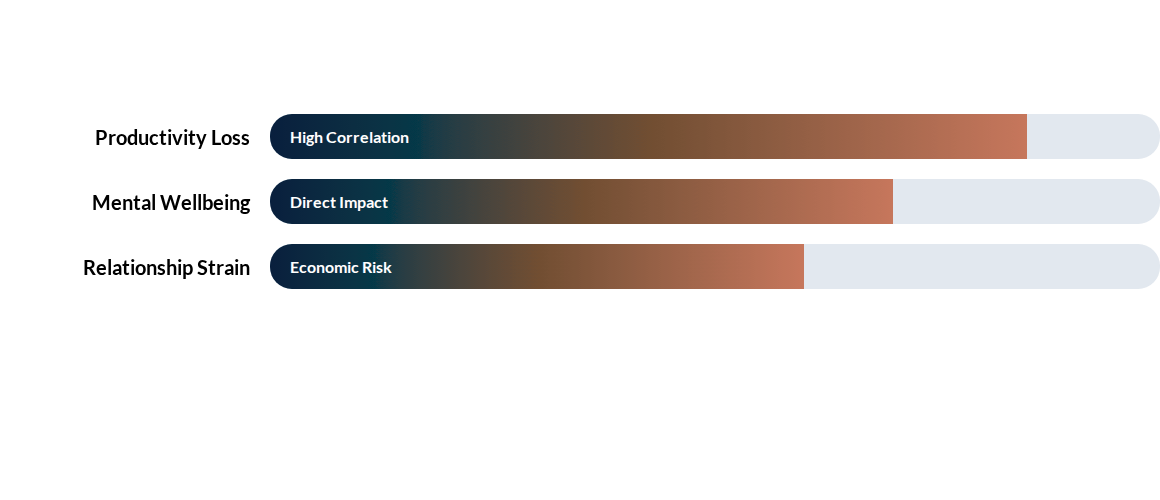 Productivity Loss
High Correlation
Mental Wellbeing
Direct Impact
Relationship Strain
Economic Risk